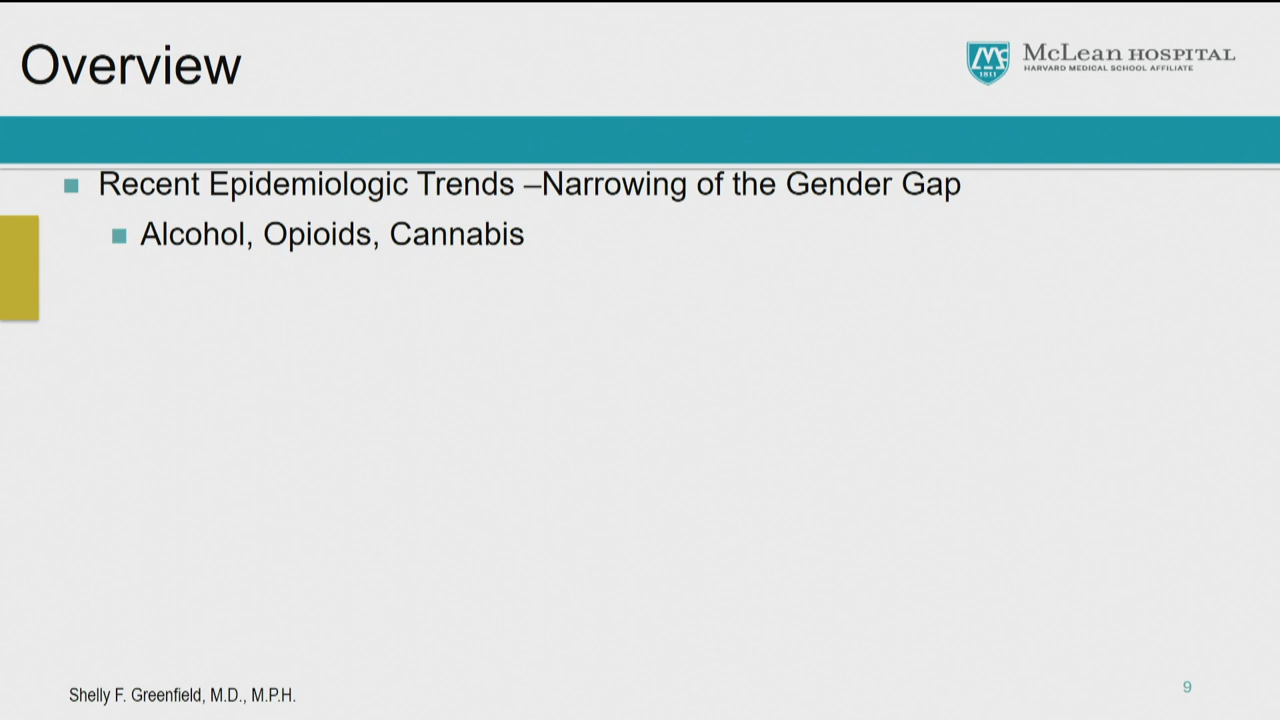 Overview
McLean HOSPITAL
HARVARD MEDICAL SCHOOL AFFILIATE
1811
Recent Epidemiologic Trends –Narrowing of the Gender Gap
Alcohol, Opioids, Cannabis
Shelly F. Greenfield, M.D., M.P.H.
9